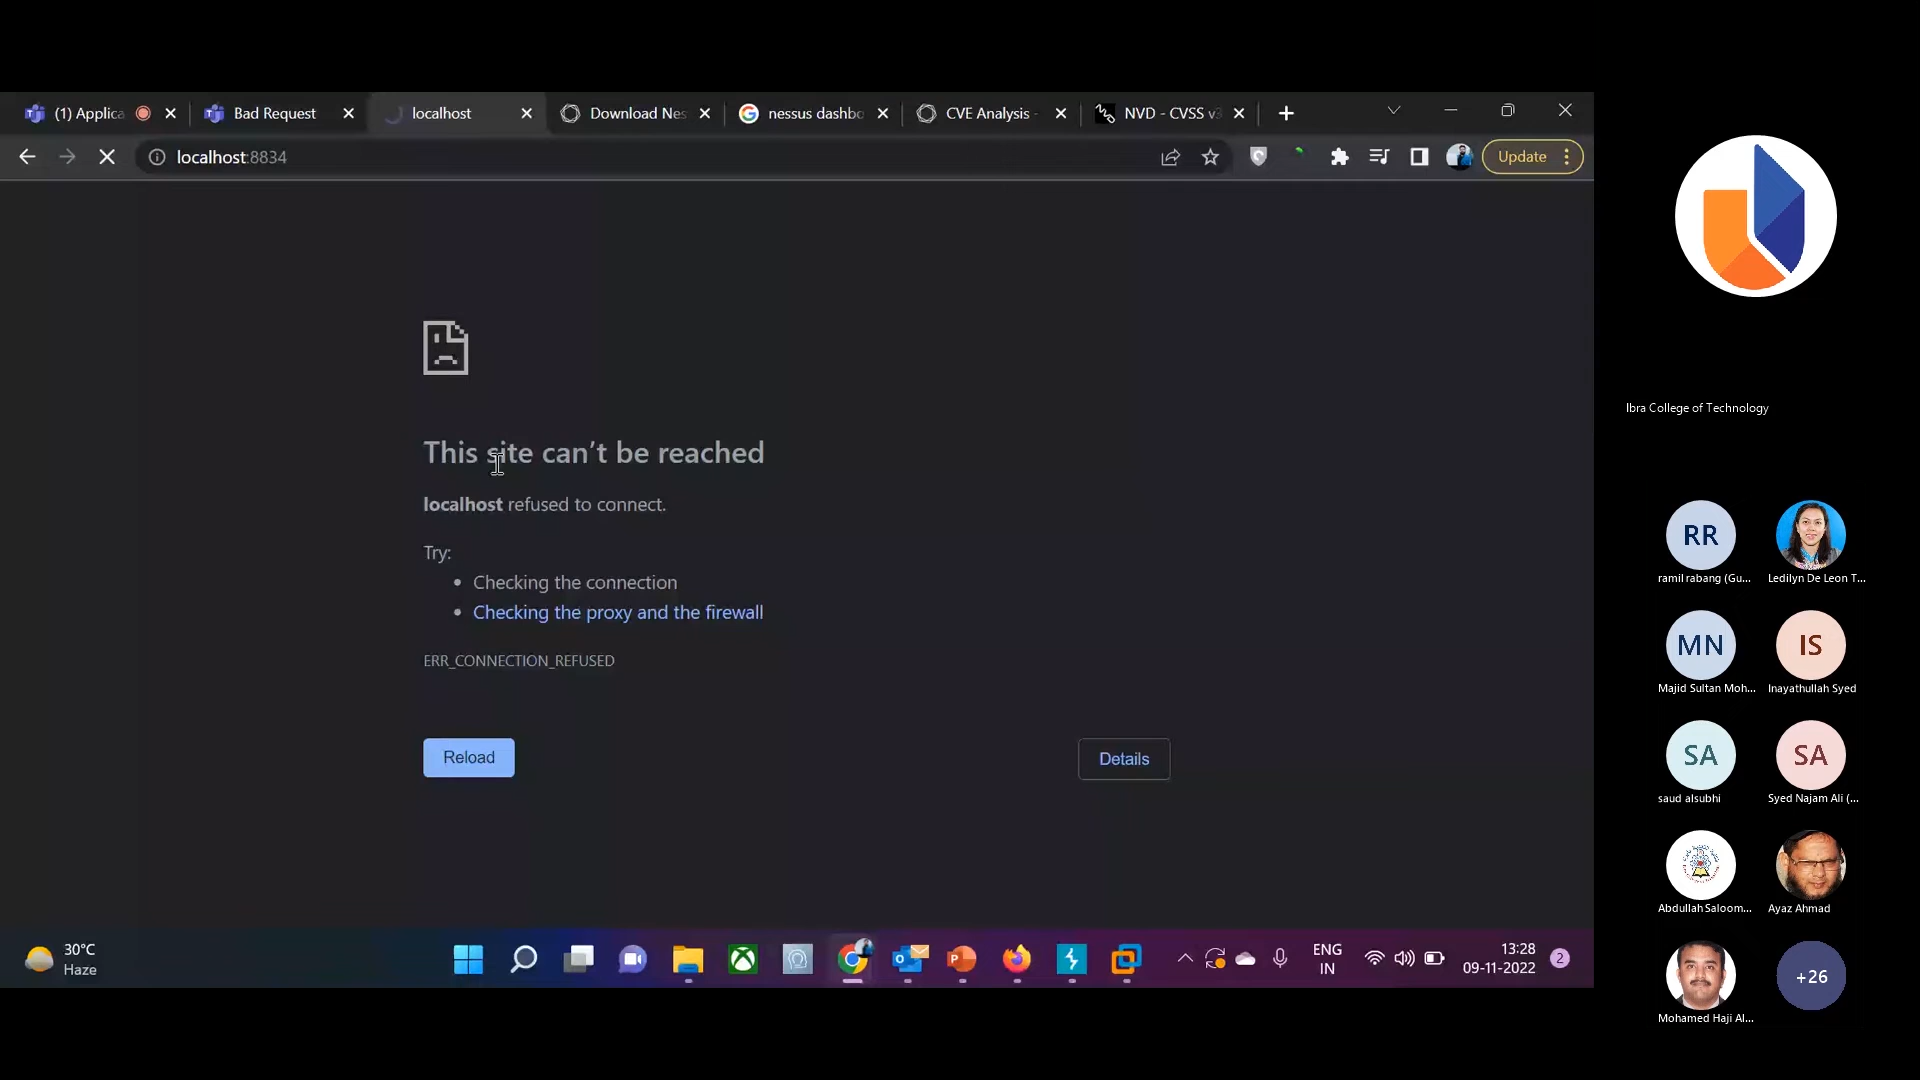 (1) Applica
Bad Request
localhost
Download Nes
nessus dashbo
CVE Analysis -
NVD - CVSS v3
localhost:8834
Update
This site can't be reached
localhost refused to connect.
Try:
• Checking the connection
• Checking the proxy and the firewall
ERR_CONNECTION_REFUSED
Reload
Details
30°C
Haze
ENG
IN
13:28
09-11-2022
2
Ibra College of Technology
RR
ramil rabang (Gu...
Ledilyn De Leon T...
MN
Majid Sultan Moh...
IS
Inayathullah Syed
SA
saud alsubhi
SA
Syed Najam Ali (...
Abdullah Saloom...
Ayaz Ahmad
Mohamed Haji Al...
+26